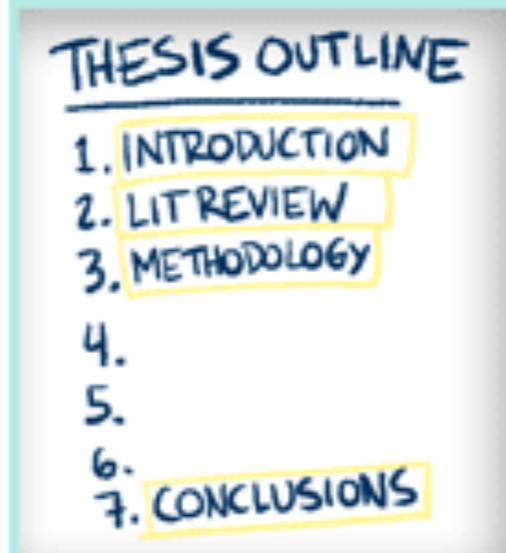 THESIS OUTLINE
1. INTRODUCTION
2. LIT REVIEW
3. METHODOLOGY
4.
5.
6.
7. CONCLUSIONS